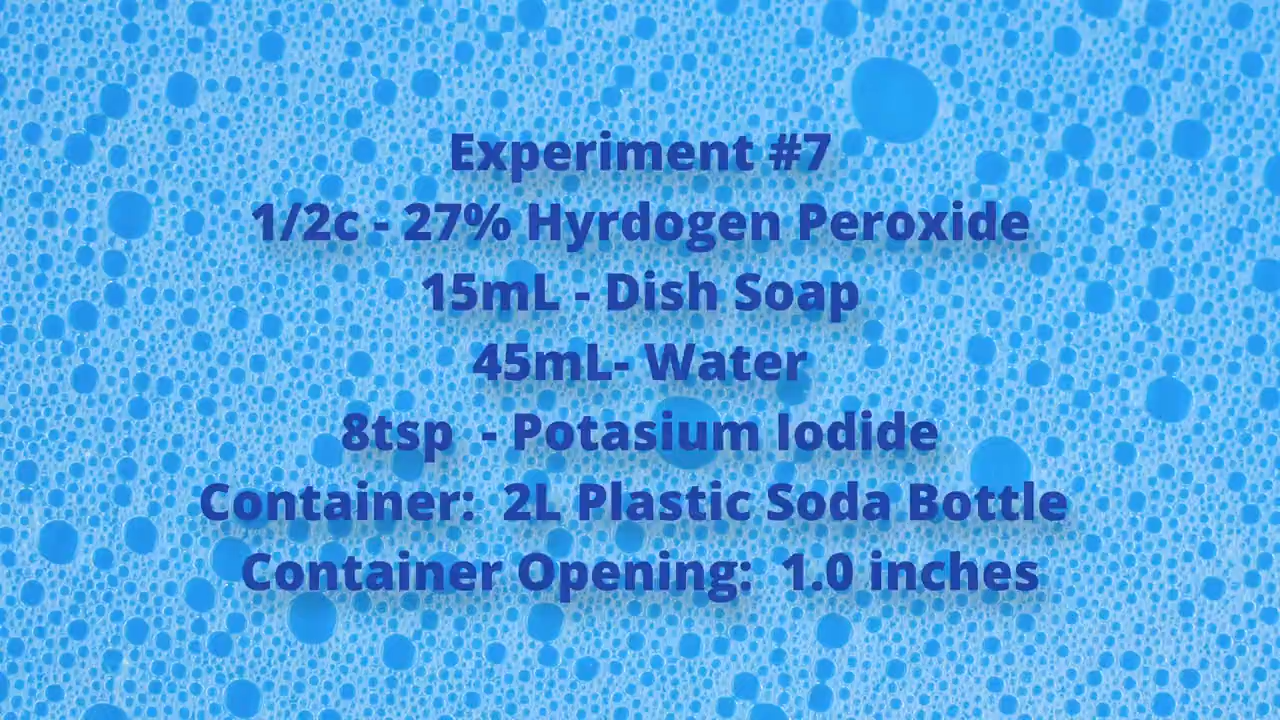 Experiment #7
1/2c - 27% Hyrdogen Peroxide
15mL - Dish Soap
45mL- Water
8tsp  - Potasium Iodide
Container:  2L Plastic Soda Bottle
Container Opening:  1.0 inches